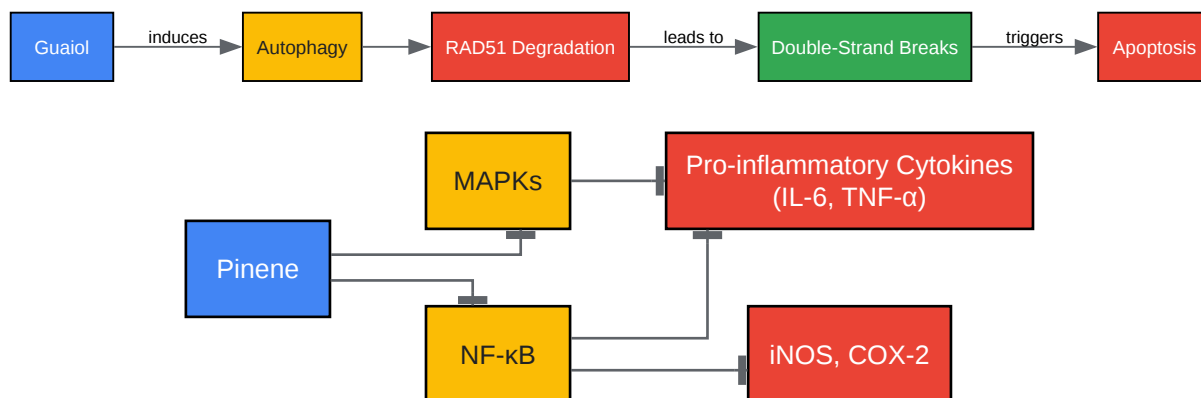 Guaiol
induces
Autophagy
RAD51 Degradation
leads to
Double-Strand Breaks
triggers
Apoptosis
MAPKs
Pro-inflammatory Cytokines
(IL-6, TNF-α)
Pinene
NF-κB
iNOS, COX-2